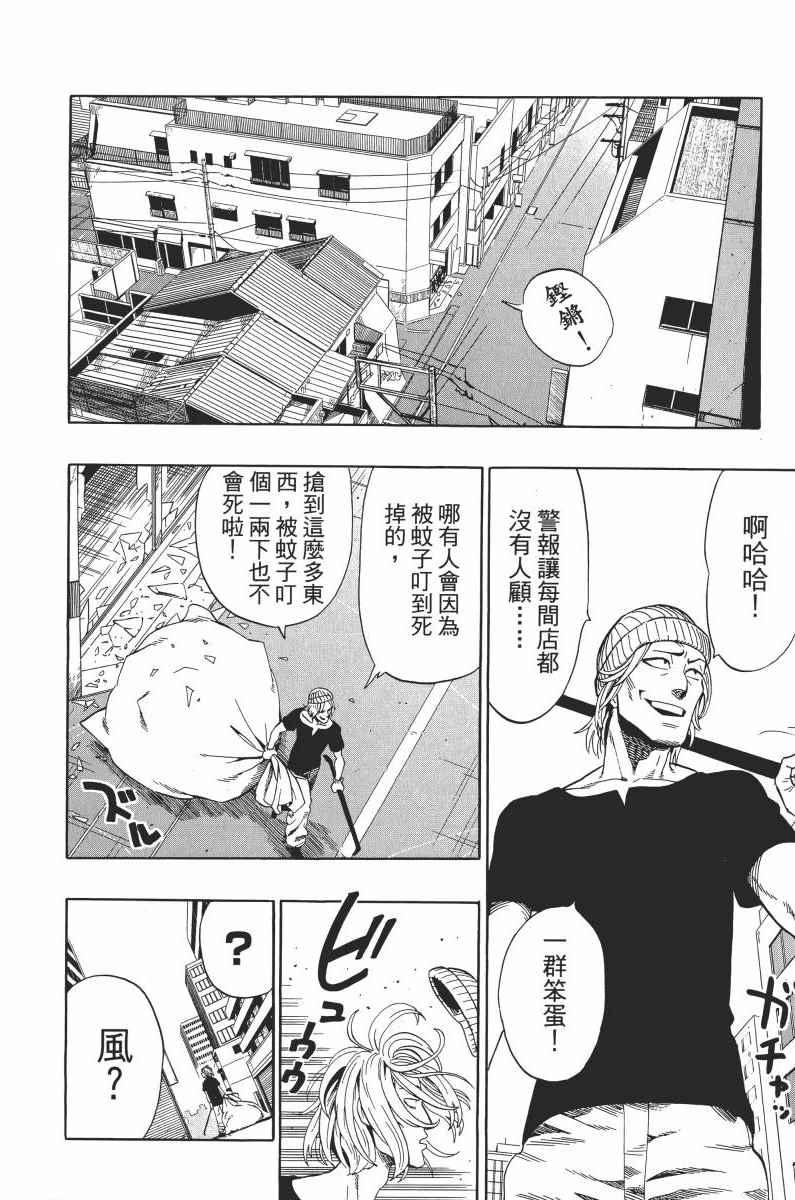 鏗鏘！
啊哈哈！
警報讓每間店都
沒有人顧……
一群笨蛋！
ガチャッ
哪有人會因為
被蚊子叮到死
掉的，
搶到這麼多東
西，被蚊子叮
個一兩下也不
會死啦！
ズル
ビュウゥゥ
？
風？